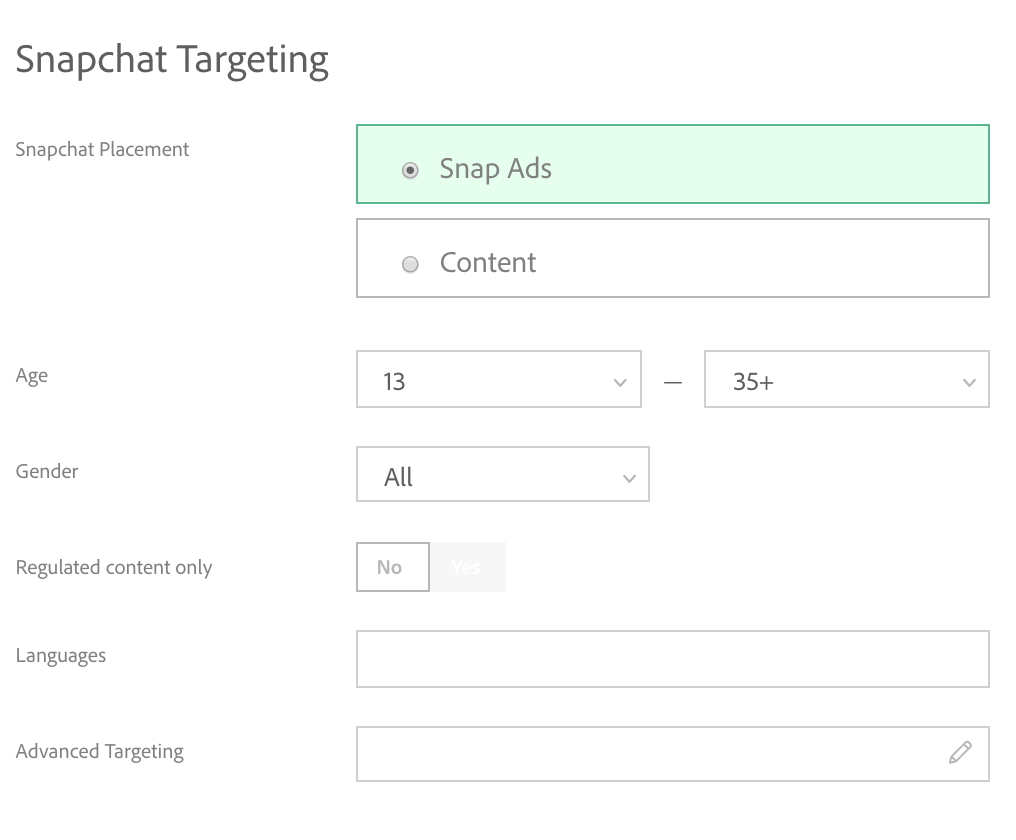 Snapchat Targeting
Snapchat Placement
Snap Ads
Content
Age
13
—
35+
Gender
All
Regulated content only
No
Yes
Languages
Advanced Targeting